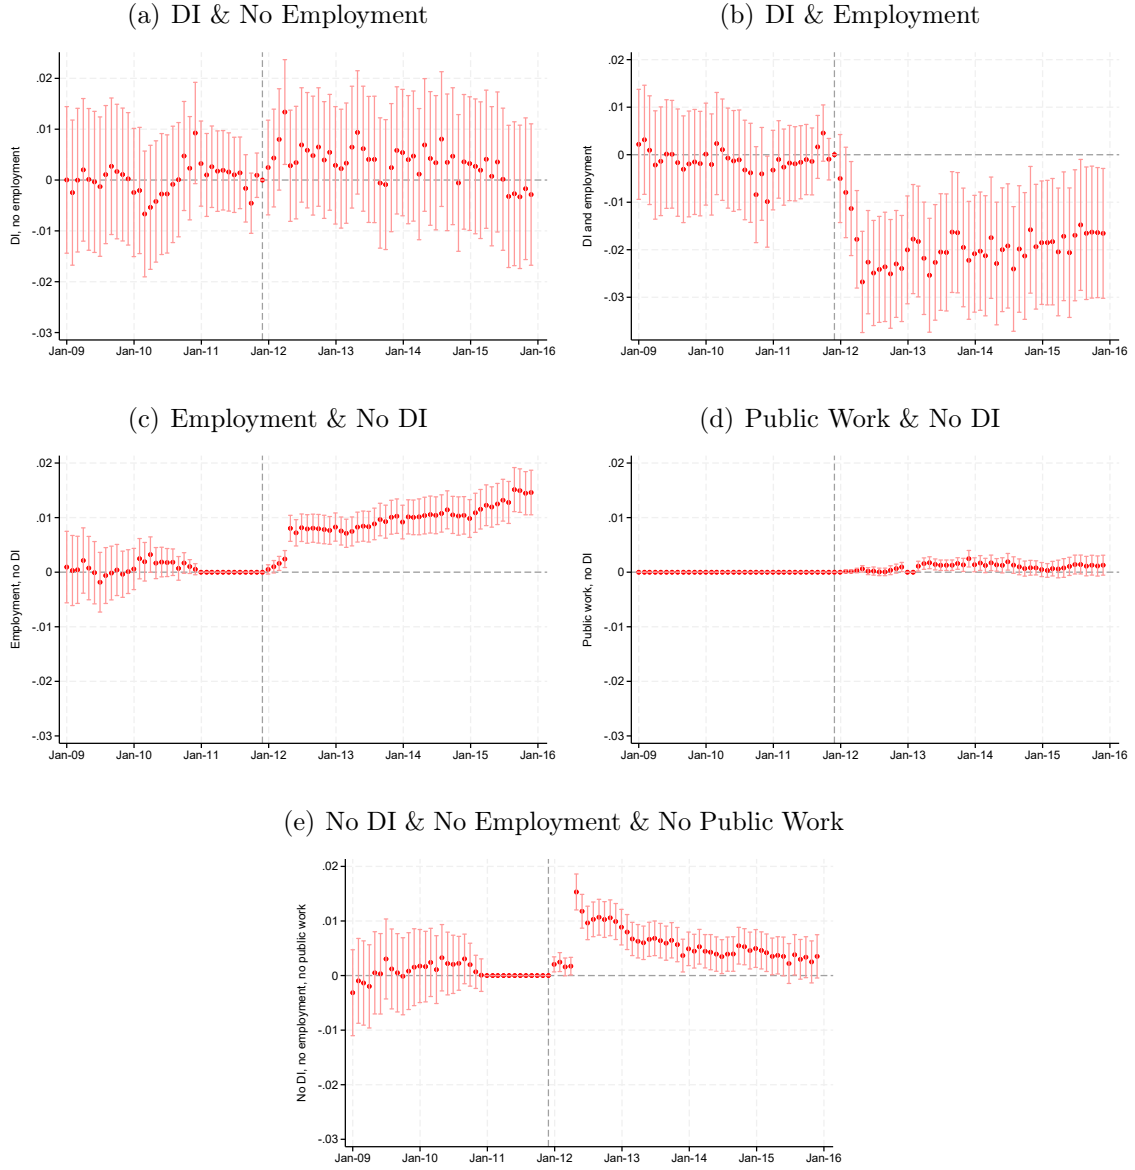 (a) DI & No Employment
DI, no employment
.02
.01
0
-.01
-.02
-.03
Jan-09 Jan-10 Jan-11 Jan-12 Jan-13 Jan-14 Jan-15 Jan-16
(b) DI & Employment
DI and employment
.02
.01
0
-.01
-.02
-.03
Jan-09 Jan-10 Jan-11 Jan-12 Jan-13 Jan-14 Jan-15 Jan-16
(c) Employment & No DI
Employment, no DI
.02
.01
0
-.01
-.02
-.03
Jan-09 Jan-10 Jan-11 Jan-12 Jan-13 Jan-14 Jan-15 Jan-16
(d) Public Work & No DI
Public work, no DI
.02
.01
0
-.01
-.02
-.03
Jan-09 Jan-10 Jan-11 Jan-12 Jan-13 Jan-14 Jan-15 Jan-16
(e) No DI & No Employment & No Public Work
No DI, no employment, no public work
.02
.01
0
-.01
-.02
-.03
Jan-09 Jan-10 Jan-11 Jan-12 Jan-13 Jan-14 Jan-15 Jan-16